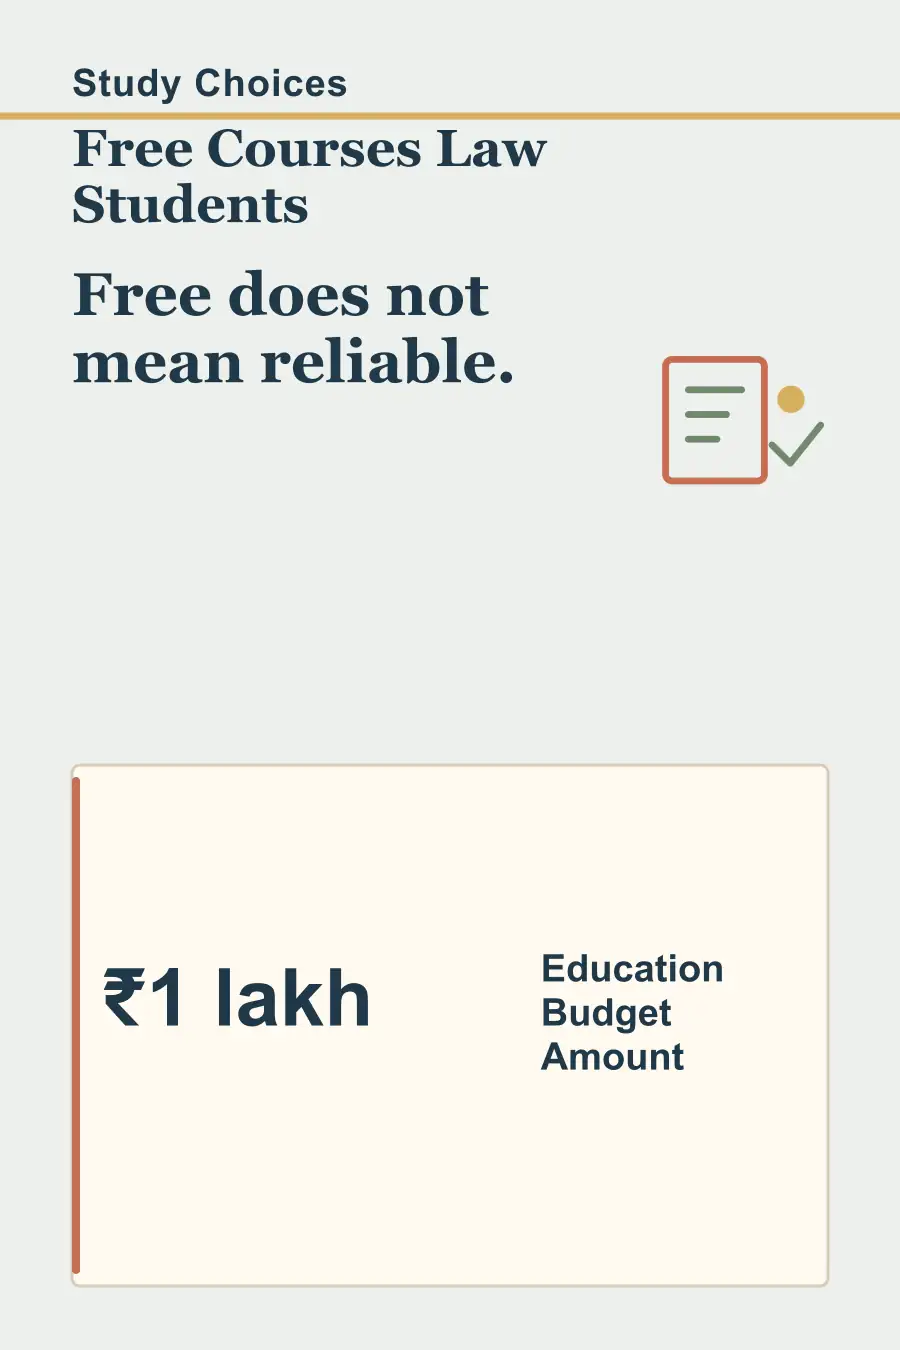 Study Choices
Free Courses Law
Students
Free does not
mean reliable.
₹1 lakh
Education
Budget
Amount